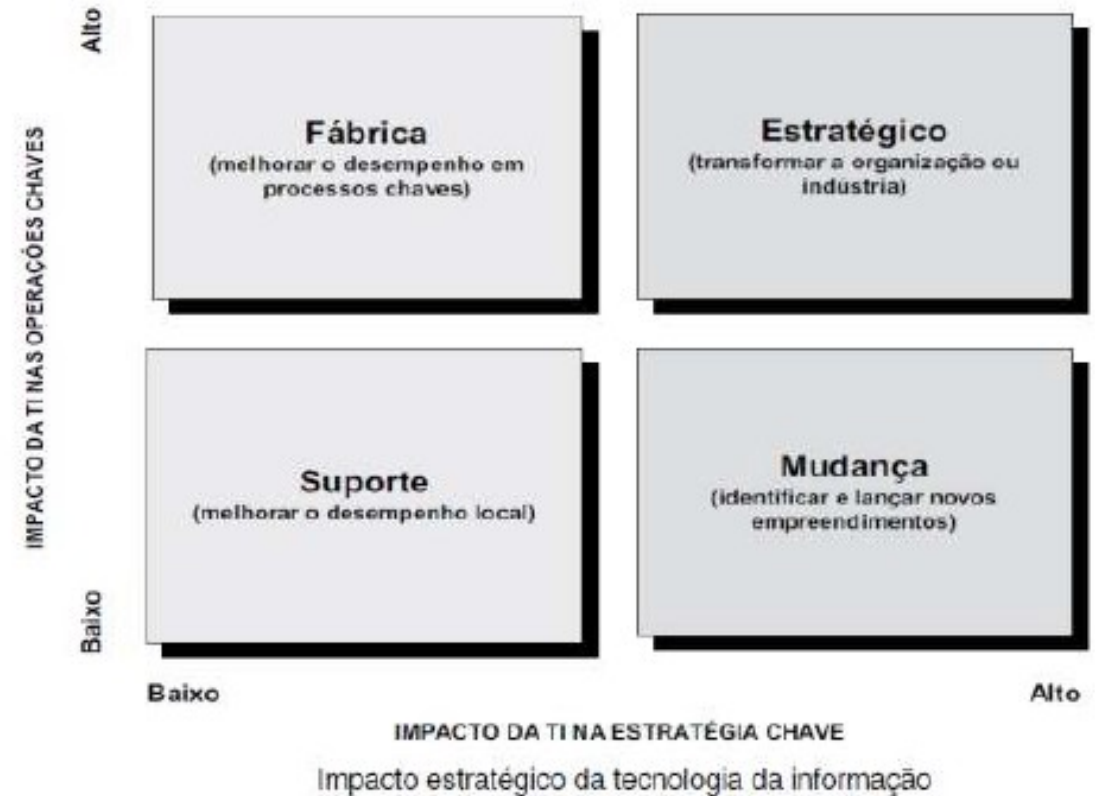 Alto
IMPACTO DA TI NAS OPERAÇÕES CHAVES
Baixo
Fábrica
(melhorar o desempenho em
processos chaves)
Estratégico
(transformar a organização ou
indústria)
Suporte
(melhorar o desempenho local)
Mudança
(identificar e lançar novos
empreendimentos)
Baixo
Alto
IMPACTO DA TI NA ESTRATÉGIA CHAVE
Impacto estratégico da tecnologia da informação